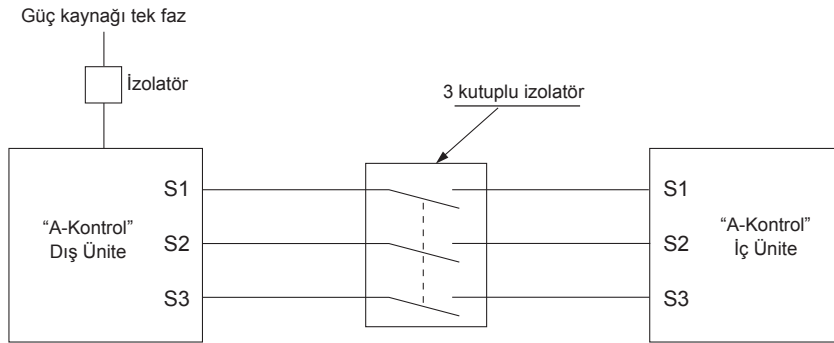 Güç kaynağı tek faz
İzolatör
3 kutuplu izolatör
“A-Kontrol”
Dış Ünite
S1
S2
S3
S1
S2
S3
“A-Kontrol”
İç Ünite